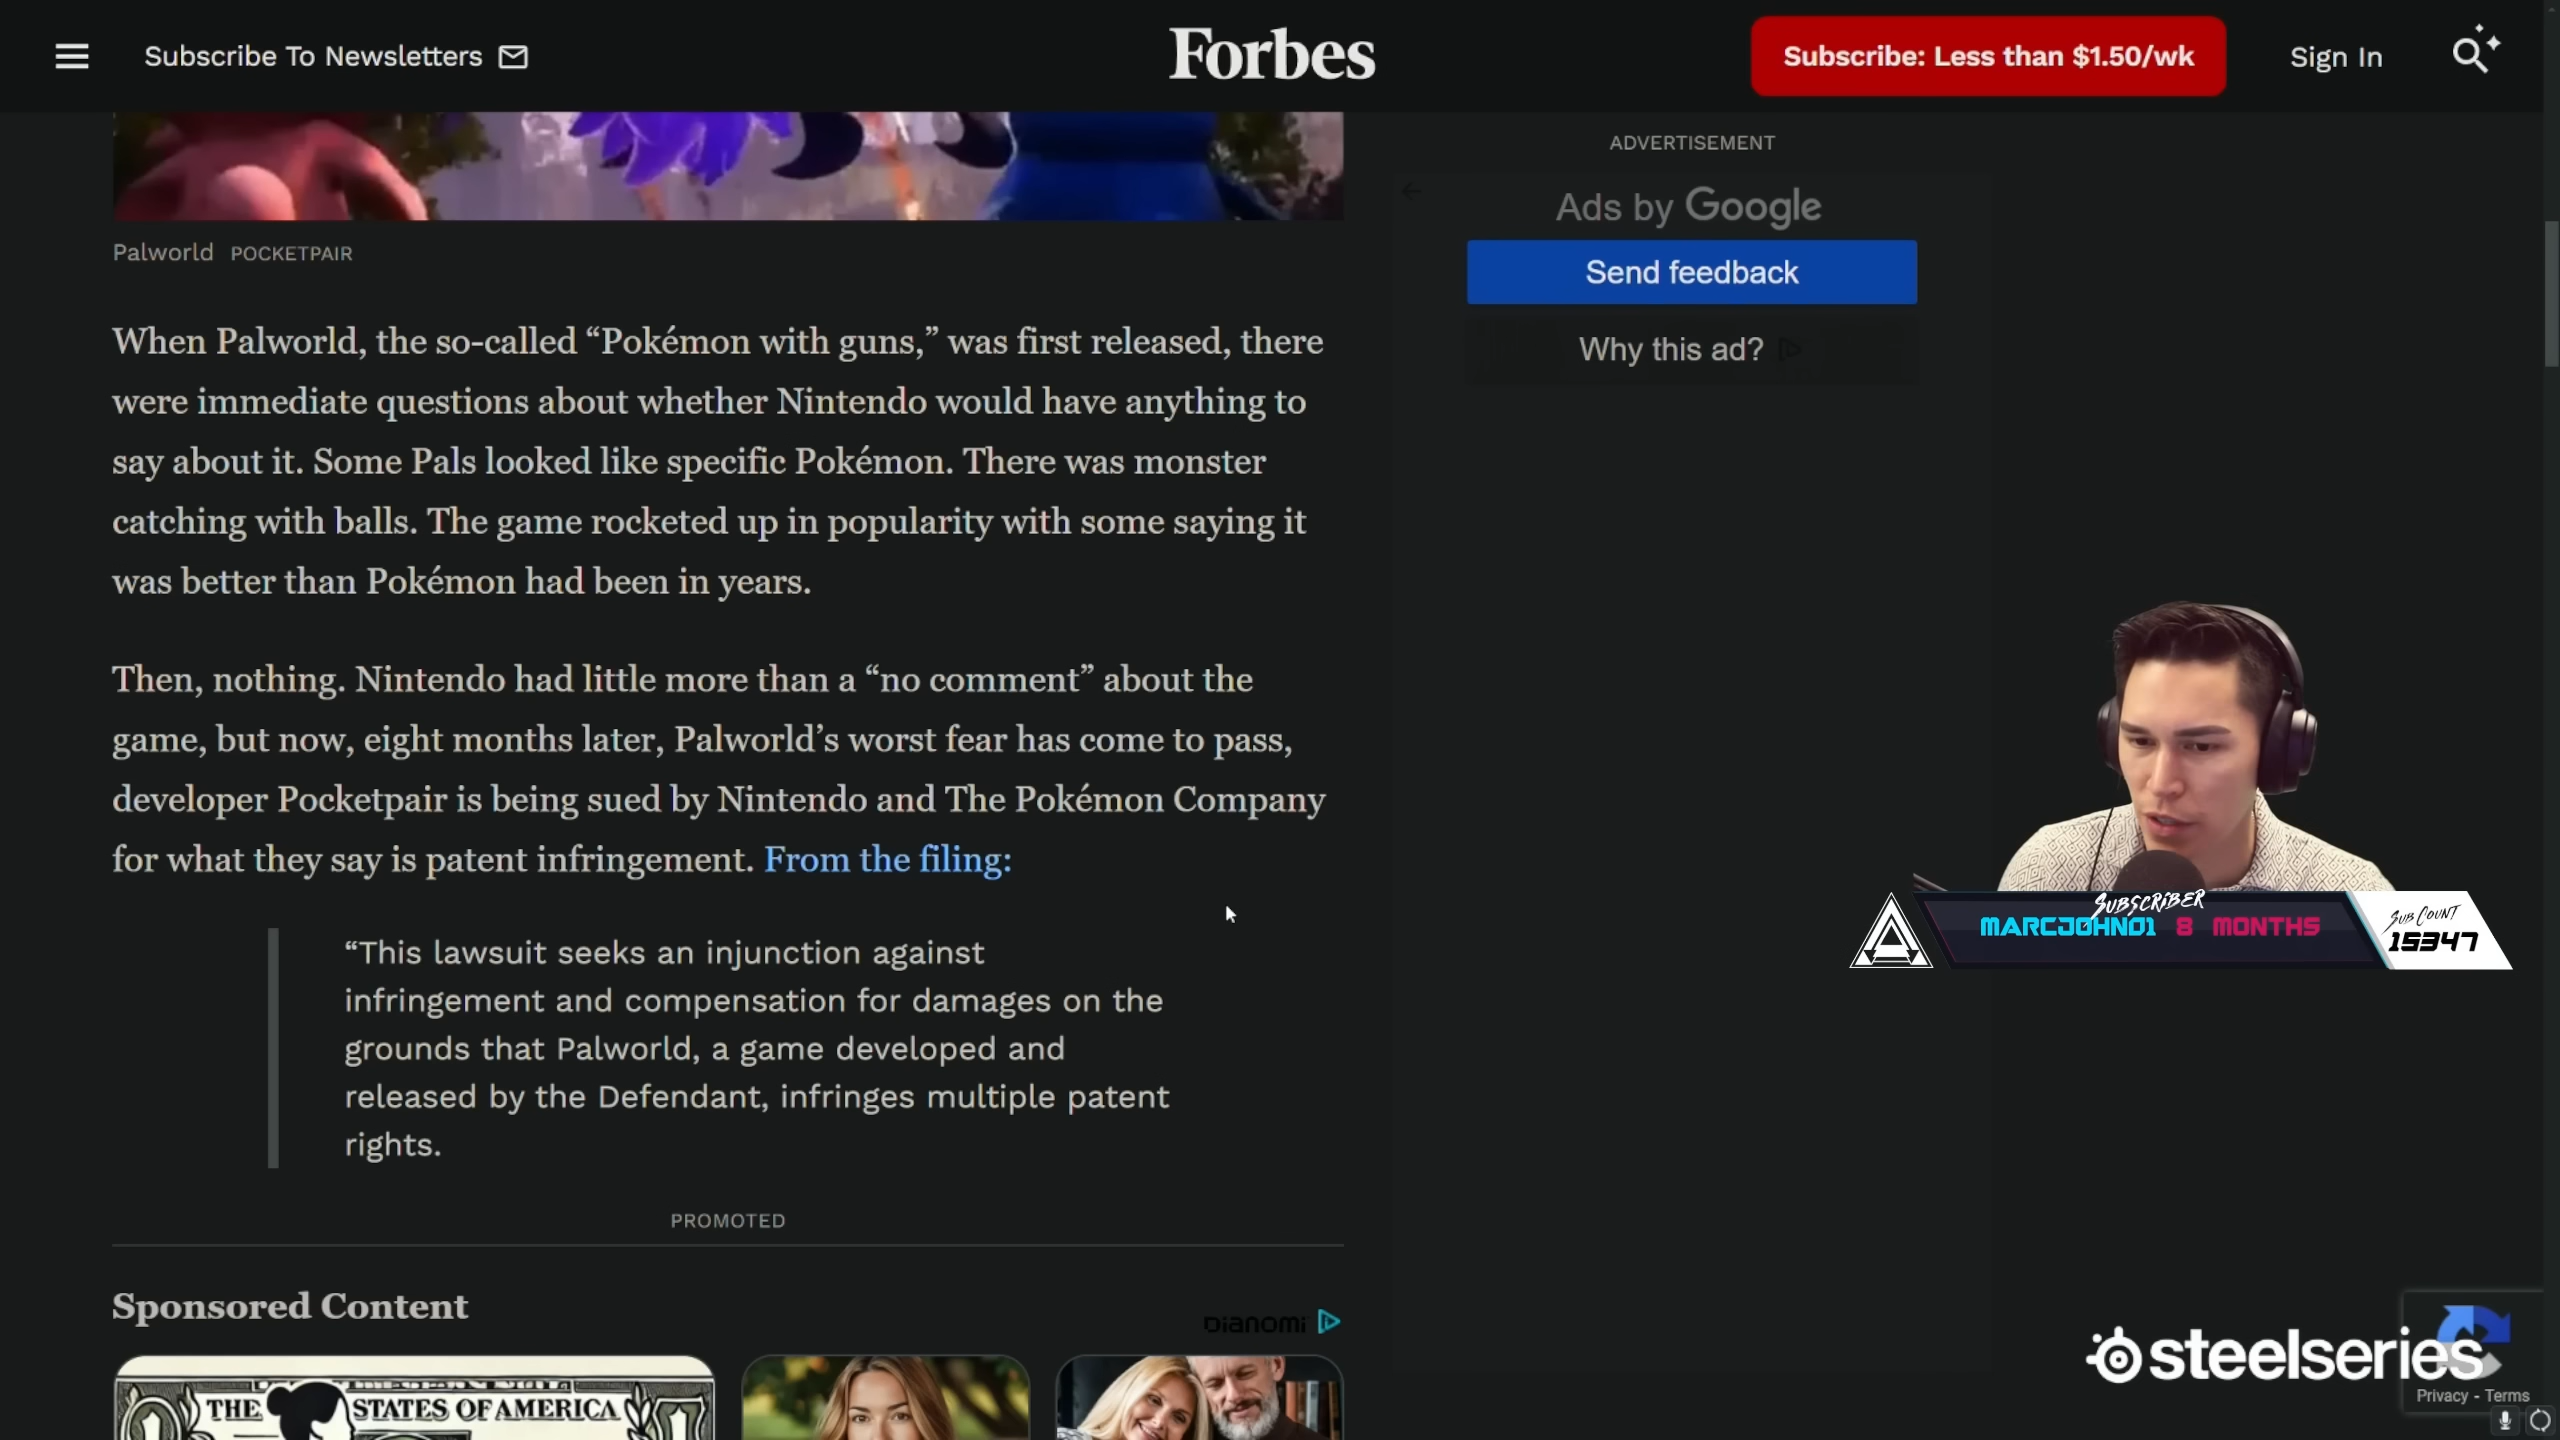 Subscribe To Newsletters
Forbes
Subscribe: Less than $1.50/wk
Sign In
ADVERTISEMENT
Ads by Google
Send feedback
Why this ad?
Palworld POCKETPAIR
When Palworld, the so-called “Pokémon with guns,” was first released, there
were immediate questions about whether Nintendo would have anything to
say about it. Some Pals looked like specific Pokémon. There was monster
catching with balls. The game rocketed up in popularity with some saying it
was better than Pokémon had been in years.
Then, nothing. Nintendo had little more than a “no comment” about the
game, but now, eight months later, Palworld’s worst fear has come to pass,
developer Pocketpair is being sued by Nintendo and The Pokémon Company
for what they say is patent infringement. From the filing:
“This lawsuit seeks an injunction against
infringement and compensation for damages on the
grounds that Palworld, a game developed and
released by the Defendant, infringes multiple patent
rights.
SUBSCRIBER
MARCJOHN01 8 MONTHS
SUB COUNT
15347
PROMOTED
Sponsored Content
DIANOMI
THE STATES OF AMERICA
steelseries
Privacy - Terms